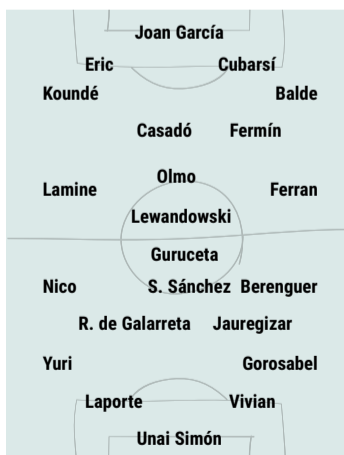 Joan García
Eric Cubarsí
Koundé Balde
Casadó Fermín
Olmo
Lamine Ferran
Lewandowski
Guruceta
Nico S. Sánchez Berenguer
R. de Galarreta Jauregizar
Yuri Gorosabel
Laporte Vivian
Unai Simón